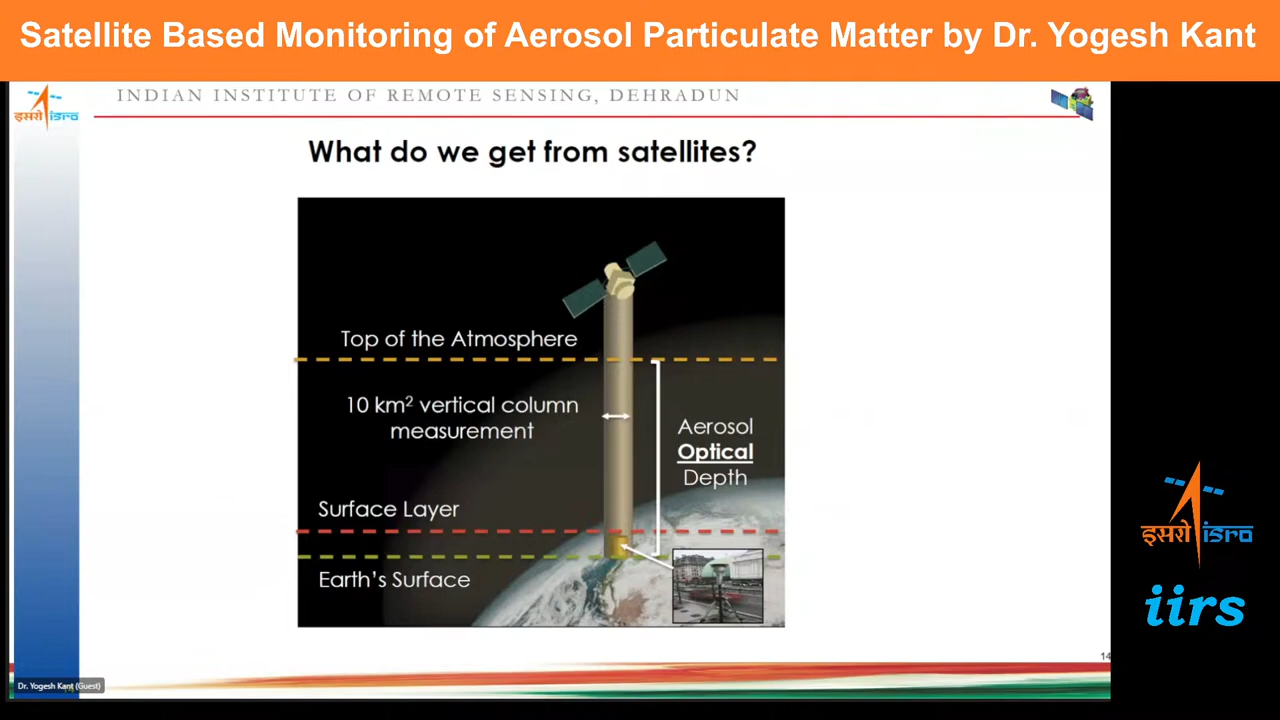 Satellite Based Monitoring of Aerosol Particulate Matter by Dr. Yogesh Kant
INDIAN INSTITUTE OF REMOTE SENSING, DEHRADUN
इसरो isro
What do we get from satellites?
Top of the Atmosphere
10 km² vertical column
measurement
Aerosol
Optical
Depth
Surface Layer
Earth's Surface
इसरो isro
iirs
14
Dr. Yogesh Kant (Guest)